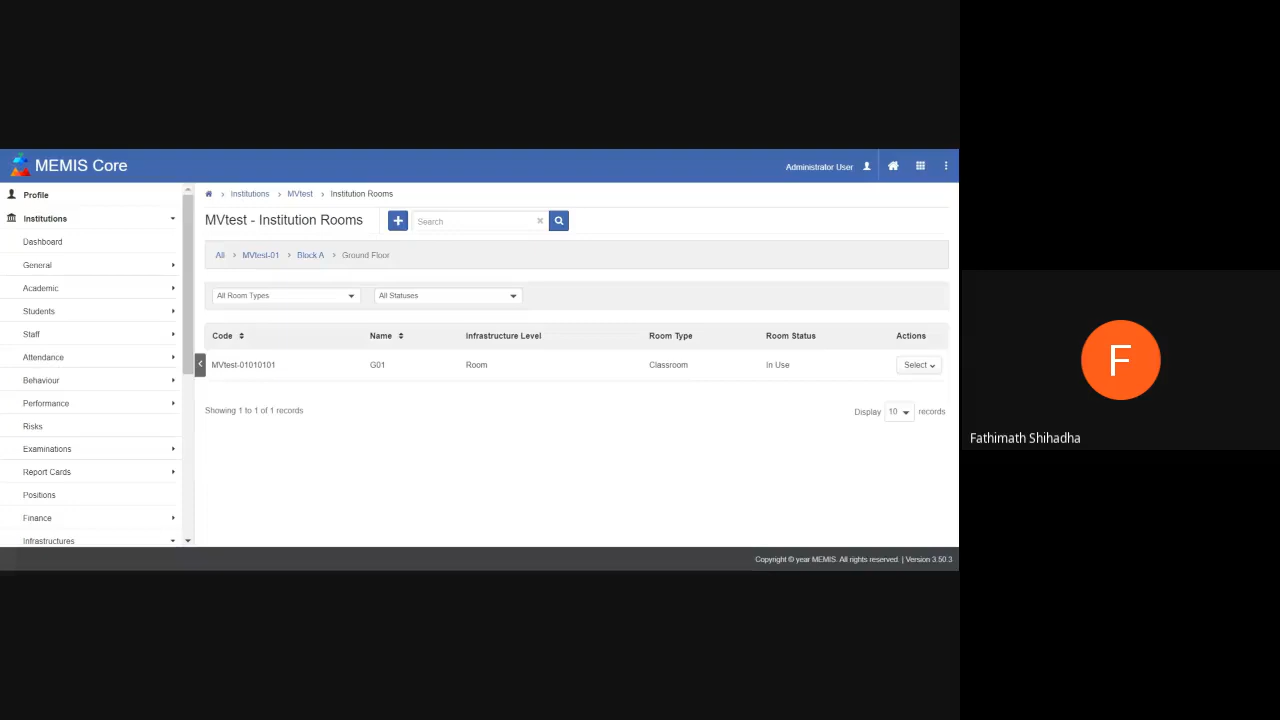 MEMIS Core
Administrator User
Profile
Institutions
Dashboard
General
Academic
Students
Staff
Attendance
Behaviour
Performance
Risks
Examinations
Report Cards
Positions
Finance
Infrastructures
Institutions > MVtest > Institution Rooms
MVtest - Institution Rooms
Search
All > MVtest-01 > Block A > Ground Floor
All Room Types All Statuses
Code Name Infrastructure Level Room Type Room Status Actions
MVtest-01010101 G01 Room Classroom In Use Select
Showing 1 to 1 of 1 records Display 10 records
Copyright © year MEMIS. All rights reserved. | Version 3.50.3
F
Fathimath Shihadha